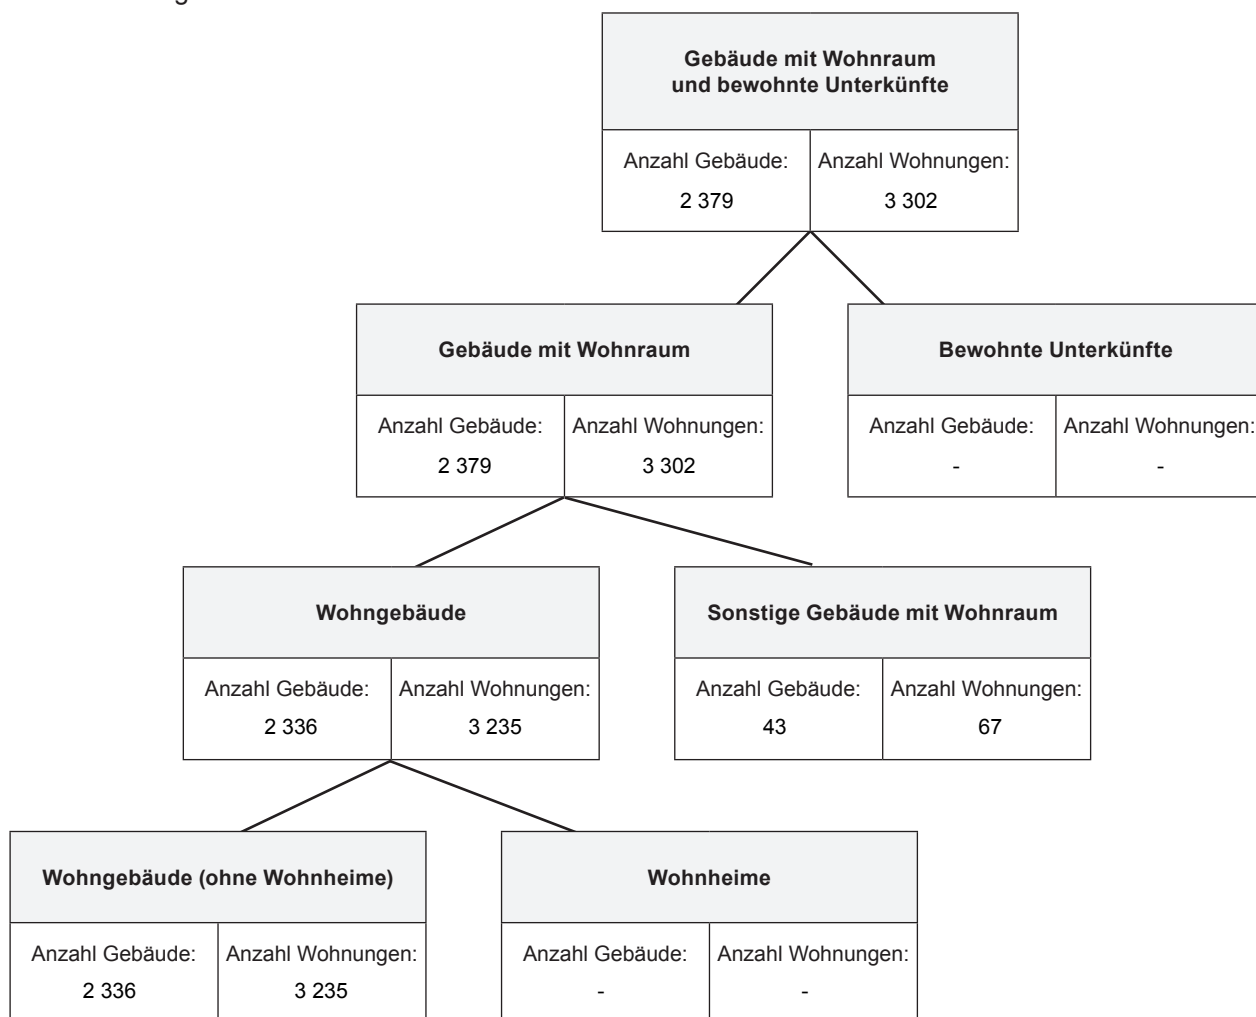 Gebäude mit Wohnraum
und bewohnte Unterkünfte
Anzahl Gebäude: Anzahl Wohnungen:
2 379 3 302
Gebäude mit Wohnraum
Anzahl Gebäude: Anzahl Wohnungen:
2 379 3 302
Bewohnte Unterkünfte
Anzahl Gebäude: Anzahl Wohnungen:
- -
Wohngebäude
Anzahl Gebäude: Anzahl Wohnungen:
2 336 3 235
Sonstige Gebäude mit Wohnraum
Anzahl Gebäude: Anzahl Wohnungen:
43 67
Wohngebäude (ohne Wohnheime)
Anzahl Gebäude: Anzahl Wohnungen:
2 336 3 235
Wohnheime
Anzahl Gebäude: Anzahl Wohnungen:
- -